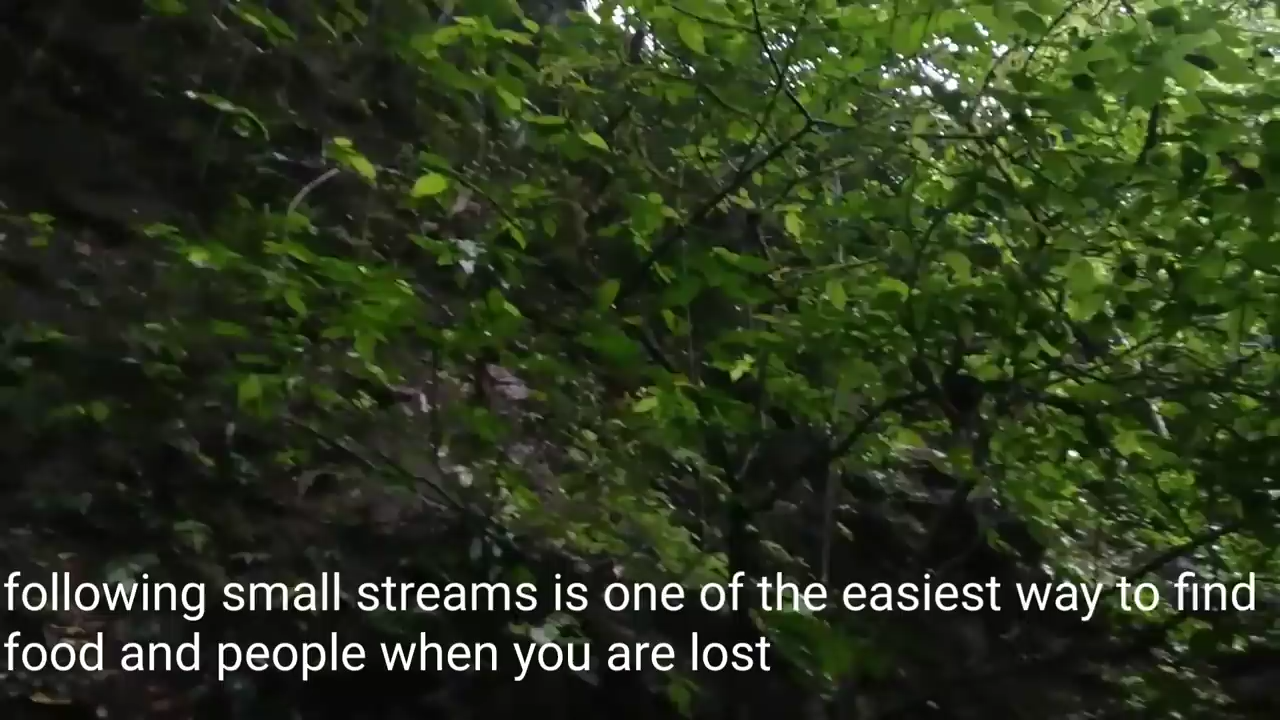 following small streams is one of the easiest way to find
food and people when you are lost